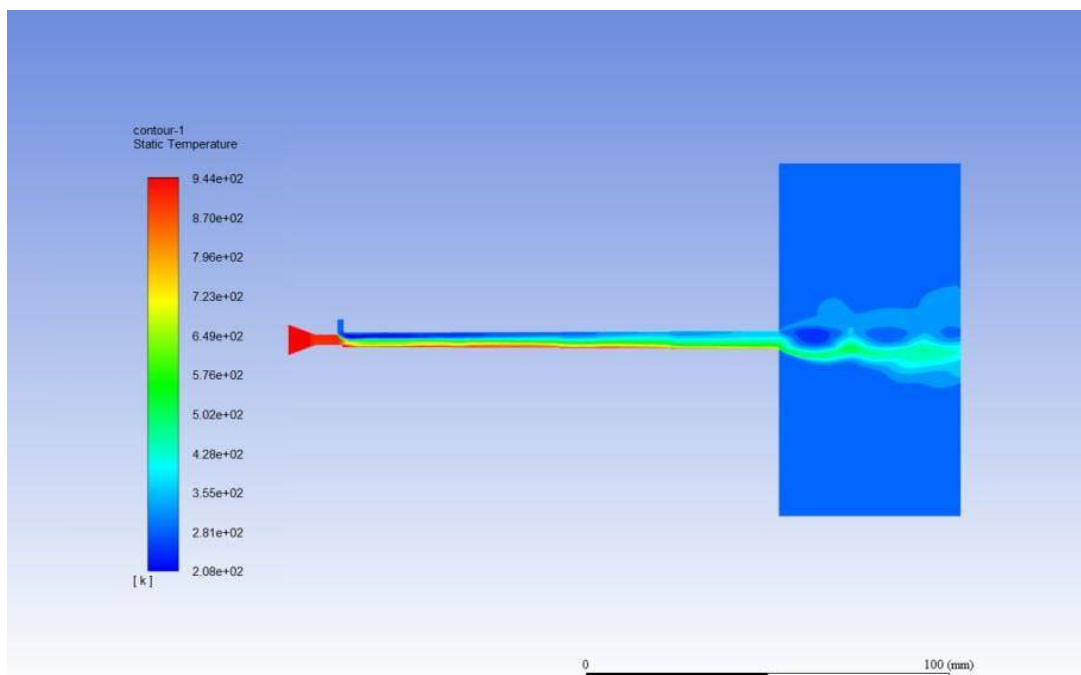 contour-1
Static Temperature
9.44e+02
8.70e+02
7.96e+02
7.23e+02
6.49e+02
5.76e+02
5.02e+02
4.28e+02
3.55e+02
2.81e+02
2.08e+02
[ k ]
0 100 (mm)